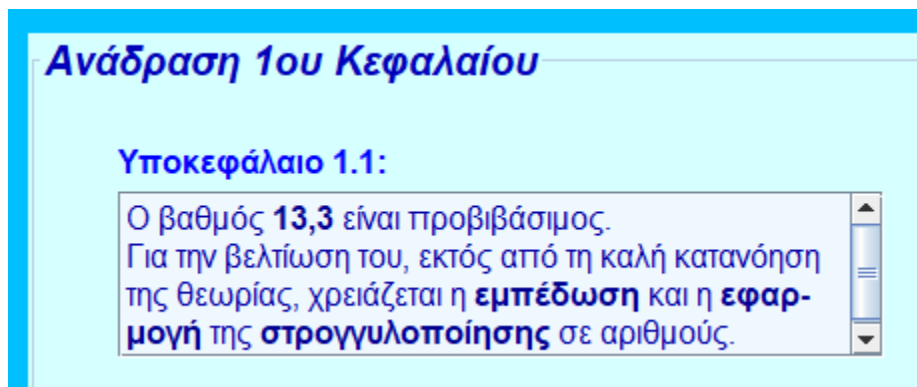 Ανάδραση 1ου Κεφαλαίου
Υποκεφάλαιο 1.1:
Ο βαθμός 13,3 είναι προβιβάσιμος.
Για την βελτίωση του, εκτός από τη καλή κατανόηση
της θεωρίας, χρειάζεται η εμπέδωση και η εφαρ-
μογή της στρογγυλοποίησης σε αριθμούς.